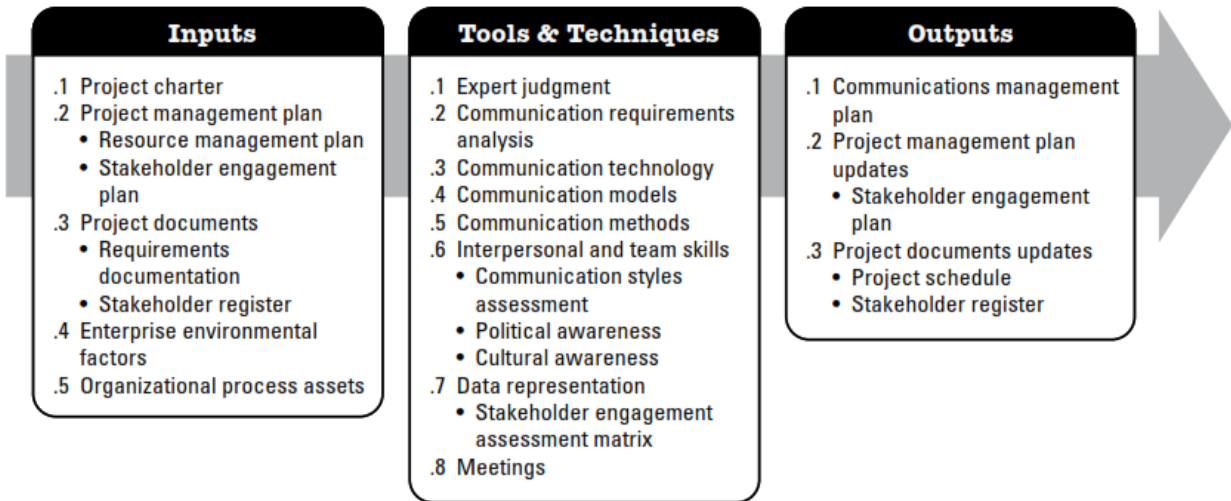 Inputs
.1 Project charter
.2 Project management plan
• Resource management plan
• Stakeholder engagement
plan
.3 Project documents
• Requirements
documentation
• Stakeholder register
.4 Enterprise environmental
factors
.5 Organizational process assets
Tools & Techniques
.1 Expert judgment
.2 Communication requirements
analysis
.3 Communication technology
.4 Communication models
.5 Communication methods
.6 Interpersonal and team skills
• Communication styles
assessment
• Political awareness
• Cultural awareness
.7 Data representation
• Stakeholder engagement
assessment matrix
.8 Meetings
Outputs
.1 Communications management
plan
.2 Project management plan
updates
• Stakeholder engagement
plan
.3 Project documents updates
• Project schedule
• Stakeholder register